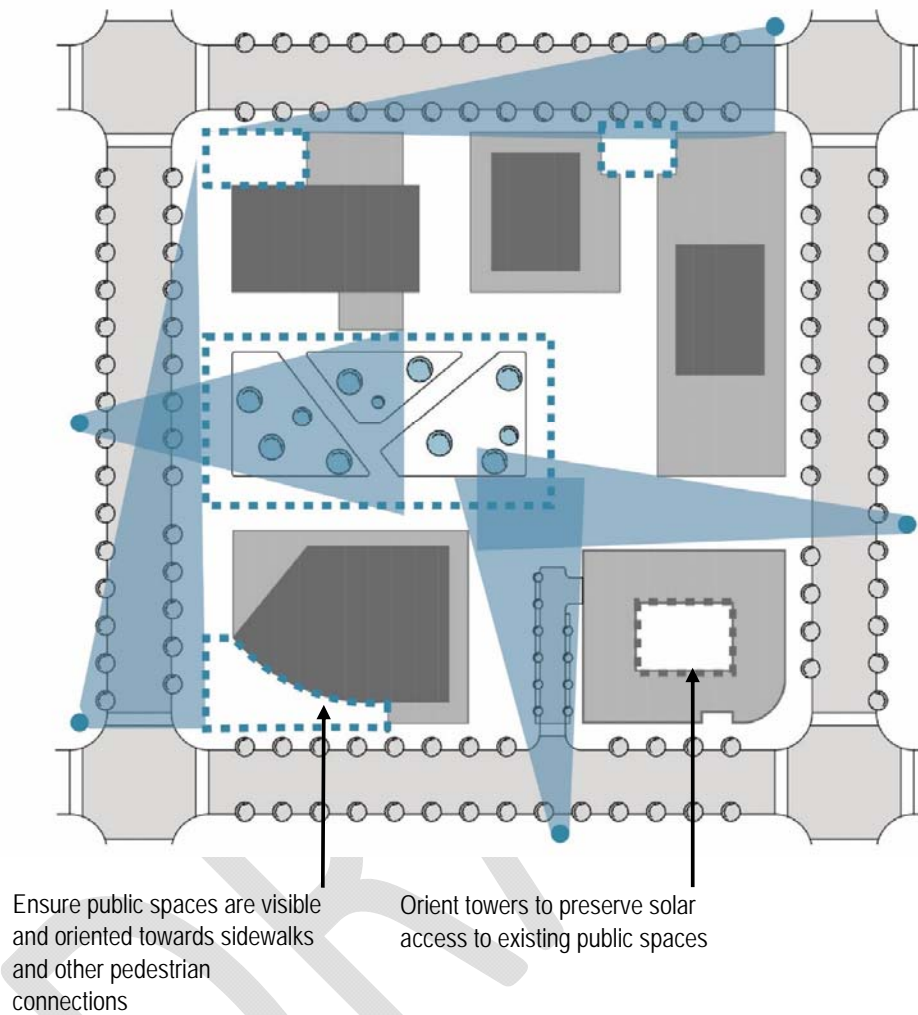 Ensure public spaces are visible
and oriented towards sidewalks
and other pedestrian
connections
Orient towers to preserve solar
access to existing public spaces